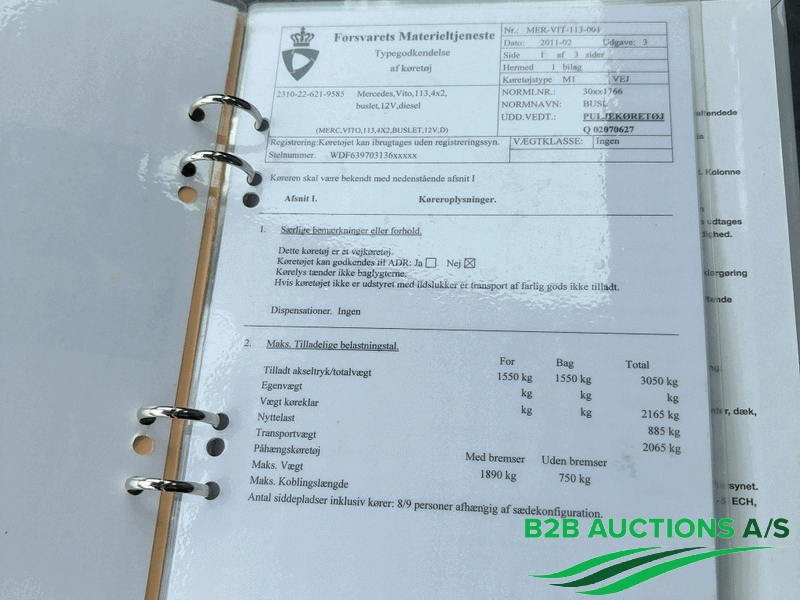 Forsvarets Materieltjeneste
Typegodkendelse
af køretøj
Nr.: MER-VIT-113-001
Dato: 2011-02 Udgave: 3
Side 1 af 3 sider
Hermed 1 bilag
Køretøjstype M1 VEJ
2310-22-621-9585 Mercedes,Vito,113,4x2,
buslet,12V,diesel
(MERC,VITO,113,4X2,BUSLET,12V,D)
NORMLNR.: 30xx1766
NORMNAVN: BUSL
UDD.VEDT.: PULJEKØRETØJ
Q 02070627
Registrering:Køretøjet kan ibrugtages uden registreringssyn.
Stelnummer. WDF639703136xxxxx
VÆGTKLASSE: Ingen
Køreren skal være bekendt med nedenstående afsnit I
Afsnit I. Køreroplysninger.
1. Særlige bemærkninger eller forhold.
Dette køretøj er et vejkøretøj.
Køretøjet kan godkendes til ADR: Ja ☐ Nej ☒
Kørelys tænder ikke baglygterne.
Hvis køretøjet ikke er udstyret med ildslukker er transport af farlig gods ikke tilladt.
Dispensationer. Ingen
2. Maks. Tilladelige belastningstal.
For Bag Total
Tilladt akseltryk/totalvægt 1550 kg 1550 kg 3050 kg
Egenvægt kg kg kg
Vægt køreklar kg kg 2165 kg
Nyttelast 885 kg
Transportvægt 2065 kg
Påhængskøretøj Med bremser Uden bremser
Maks. Vægt 1890 kg 750 kg
Maks. Koblingslængde
Antal siddepladser inklusiv kører: 8/9 personer afhængig af sædekonfiguration.
. Kolonne
udtages
dæk,
synet.
ECH,
B2B AUCTIONS A/S